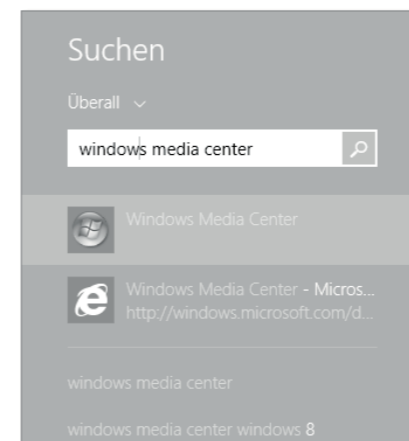 Suchen
Überall
windows media center
Windows Media Center
Windows Media Center - Micros...
http://windows.microsoft.com/d...
windows media center
windows media center windows 8